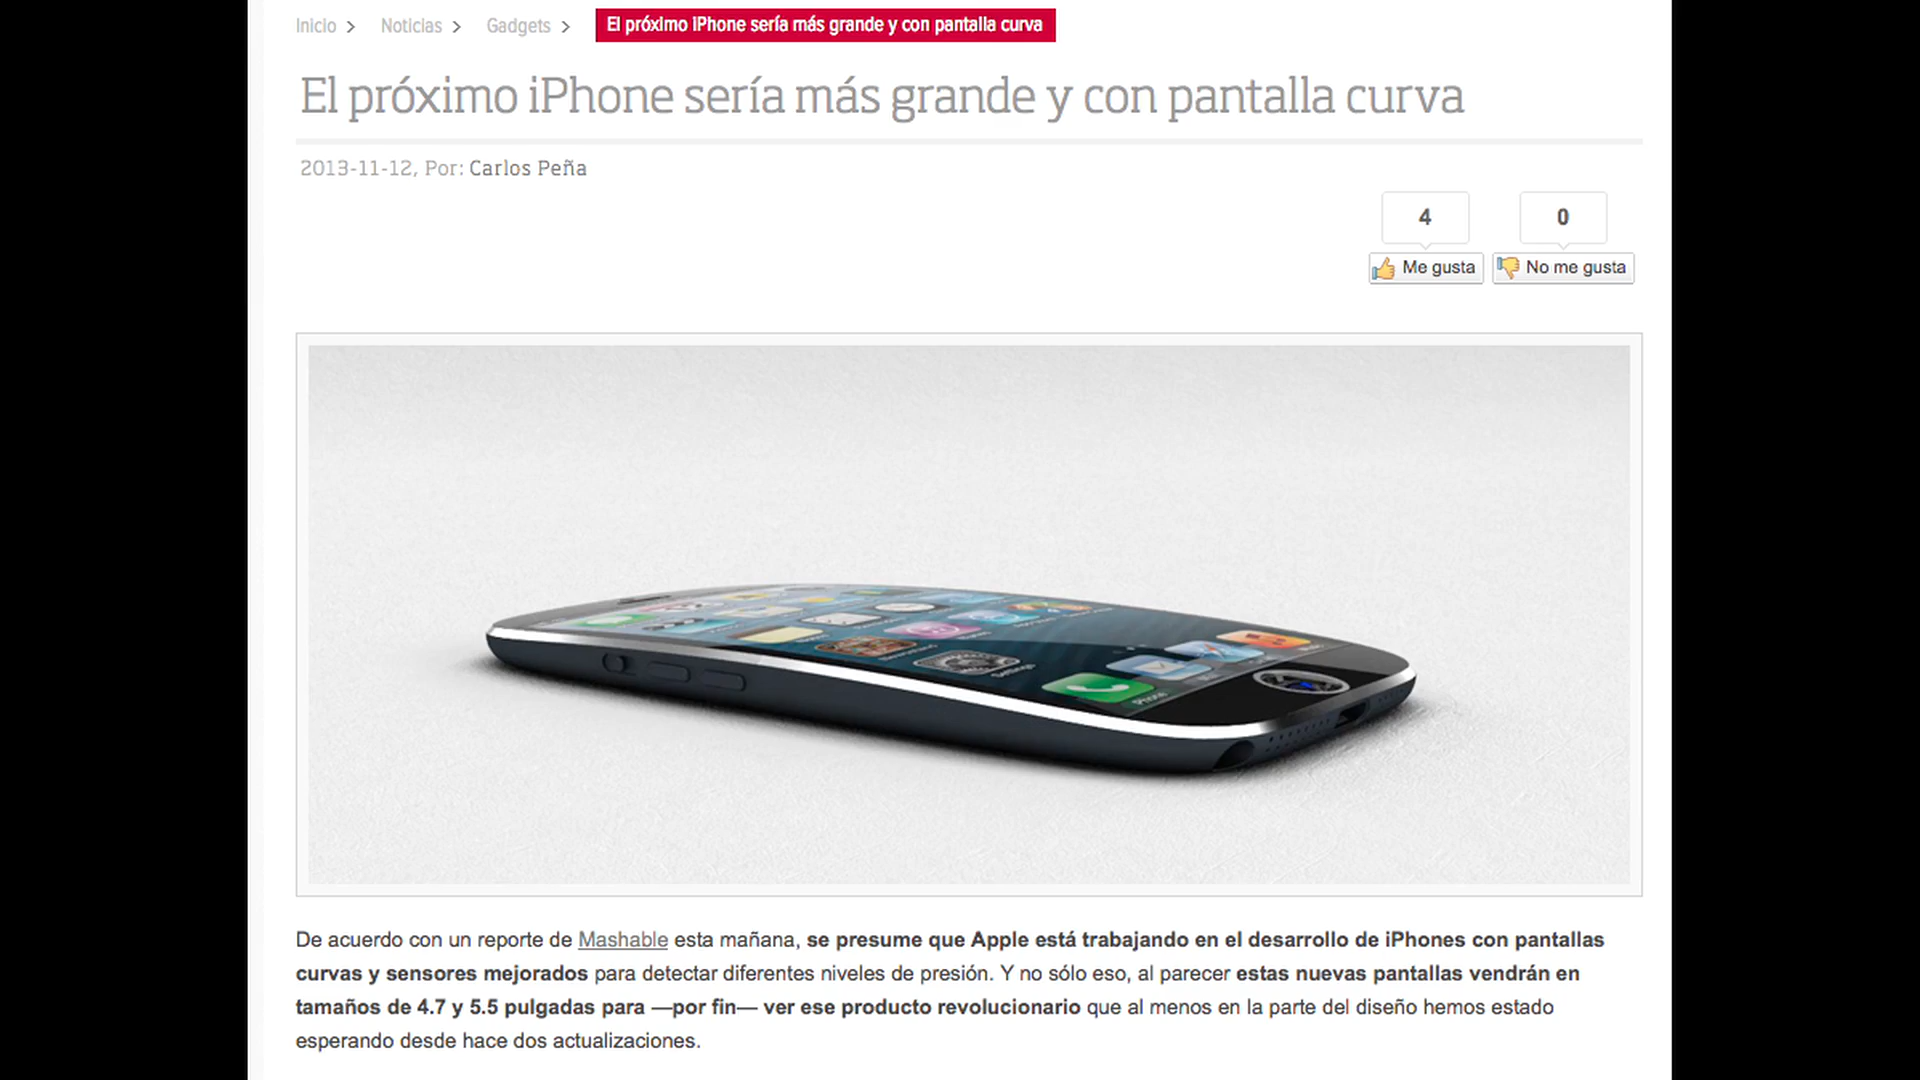 Inicio > Noticias > Gadgets > El próximo iPhone sería más grande y con pantalla curva
El próximo iPhone sería más grande y con pantalla curva
2013-11-12, Por: Carlos Peña
4 0
Me gusta No me gusta
Settings
Phone
De acuerdo con un reporte de Mashable esta mañana, se presume que Apple está trabajando en el desarrollo de iPhones con pantallas
curvas y sensores mejorados para detectar diferentes niveles de presión. Y no sólo eso, al parecer estas nuevas pantallas vendrán en
tamaños de 4.7 y 5.5 pulgadas para —por fin— ver ese producto revolucionario que al menos en la parte del diseño hemos estado
esperando desde hace dos actualizaciones.